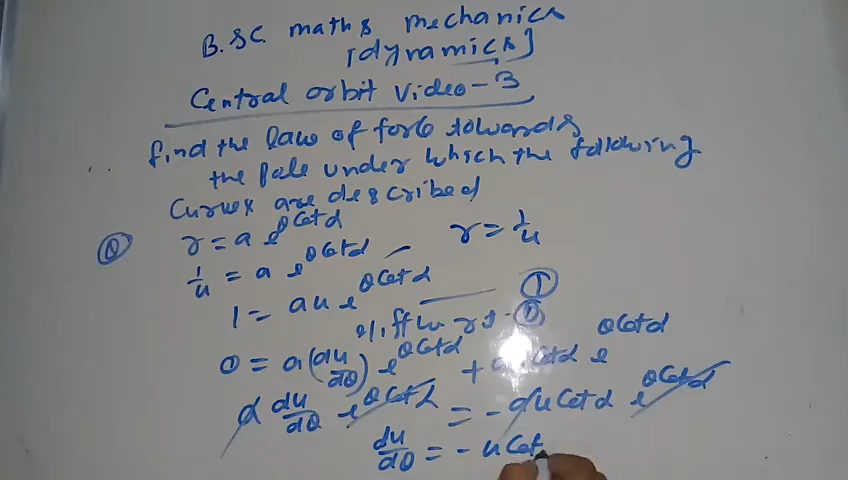 B.SC. maths mechanics
[dynamics]
Central orbit video-3
find the law of force towards
the pole under which the following
Curves are described
Q r = a e^θCotα r = 1/u
1/u = a e^θCotα
1 = au e^θCotα ①
diff w r t θ
0 = a(du/dθ) e^θCotα + au Cotα e^θCotα
a du/dθ e^θCotα = - au Cotα e^θCotα
du/dθ = - u Cot